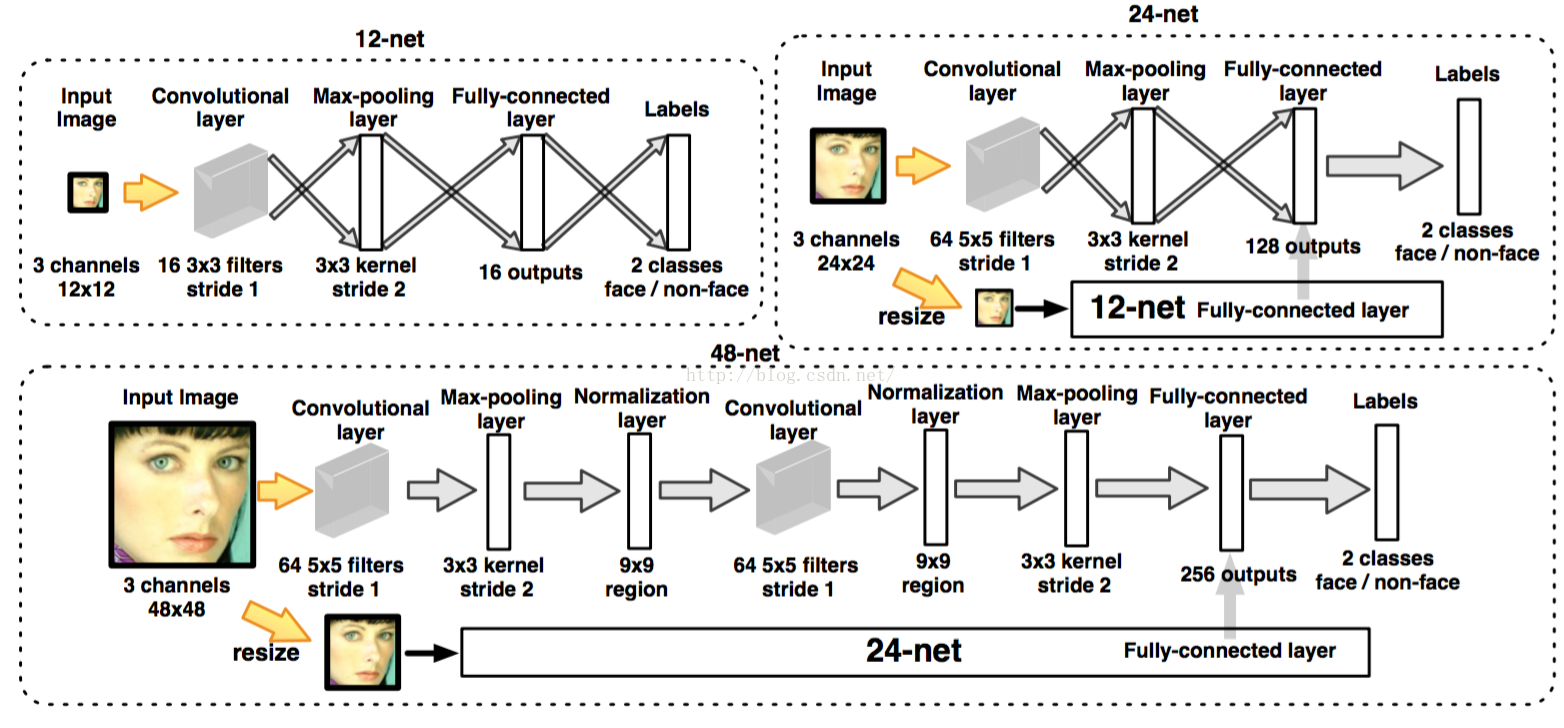 12-net
Input
Image
Convolutional
layer
Max-pooling
layer
Fully-connected
layer
Labels
3 channels
12x12
16 3x3 filters
stride 1
3x3 kernel
stride 2
16 outputs
2 classes
face / non-face
24-net
Input
Image
Convolutional
layer
Max-pooling
layer
Fully-connected
layer
Labels
3 channels
24x24
64 5x5 filters
stride 1
3x3 kernel
stride 2
128 outputs
2 classes
face / non-face
resize
12-net Fully-connected layer
48-net
http://blog.csdn.net/
Input Image
Convolutional
layer
Max-pooling
layer
Normalization
layer
Convolutional
layer
Normalization
layer
Max-pooling
layer
Fully-connected
layer
Labels
3 channels
48x48
64 5x5 filters
stride 1
3x3 kernel
stride 2
9x9
region
64 5x5 filters
stride 1
9x9
region
3x3 kernel
stride 2
256 outputs
2 classes
face / non-face
resize
24-net
Fully-connected layer